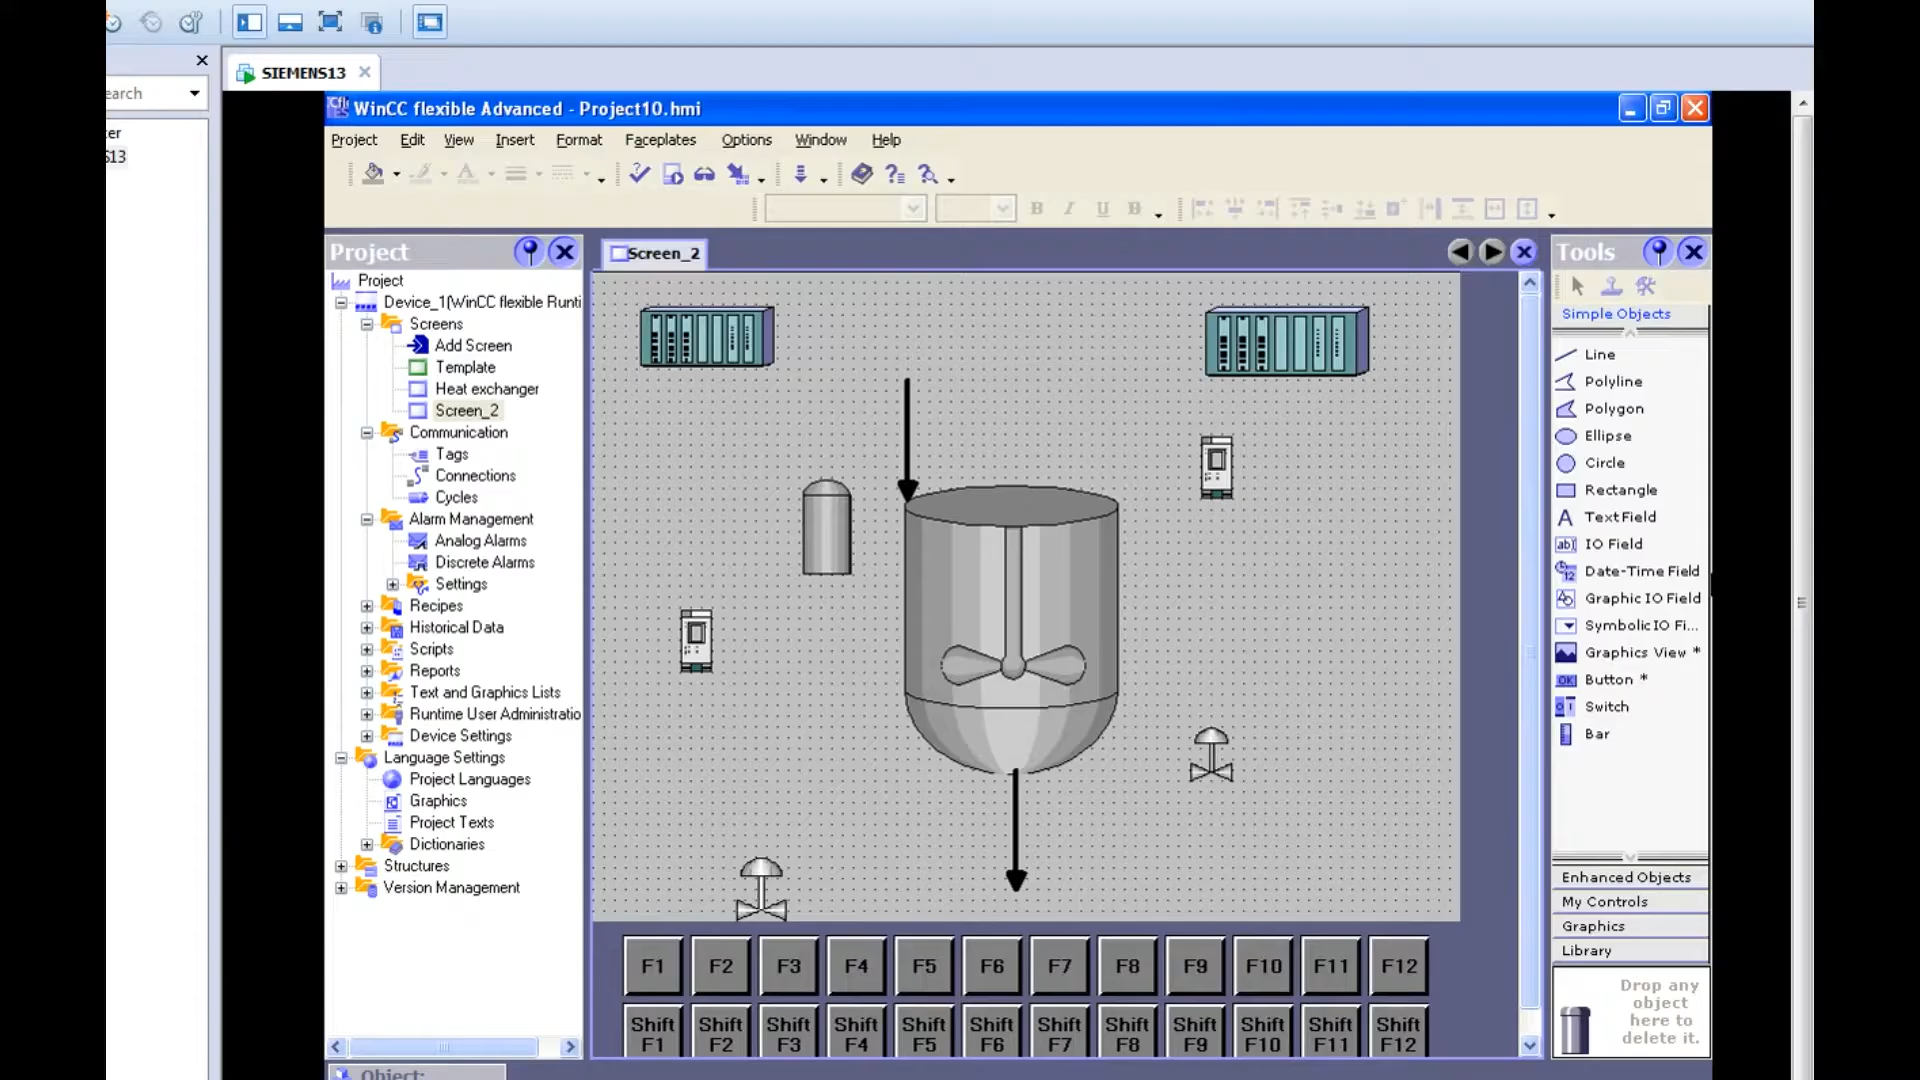 SIEMENS13
earch
ter
S13
WinCC flexible Advanced - Project10.hmi
Project Edit View Insert Format Faceplates Options Window Help
B I U B
Project
Project
Device_1(WinCC flexible Runti
Screens
Add Screen
Template
Heat exchanger
Screen_2
Communication
Tags
Connections
Cycles
Alarm Management
Analog Alarms
Discrete Alarms
Settings
Recipes
Historical Data
Scripts
Reports
Text and Graphics Lists
Runtime User Administratio
Device Settings
Language Settings
Project Languages
Graphics
Project Texts
Dictionaries
Structures
Version Management
Object:
Screen_2
F1 F2 F3 F4 F5 F6 F7 F8 F9 F10 F11 F12
Shift Shift Shift Shift Shift Shift Shift Shift Shift Shift Shift Shift
F1 F2 F3 F4 F5 F6 F7 F8 F9 F10 F11 F12
Tools
Simple Objects
Line
Polyline
Polygon
Ellipse
Circle
Rectangle
A TextField
IO Field
Date-Time Field
Graphic IO Field
Symbolic IO Fi...
Graphics View *
OK Button *
Switch
Bar
Enhanced Objects
My Controls
Graphics
Library
Drop any
object
here to
delete it.